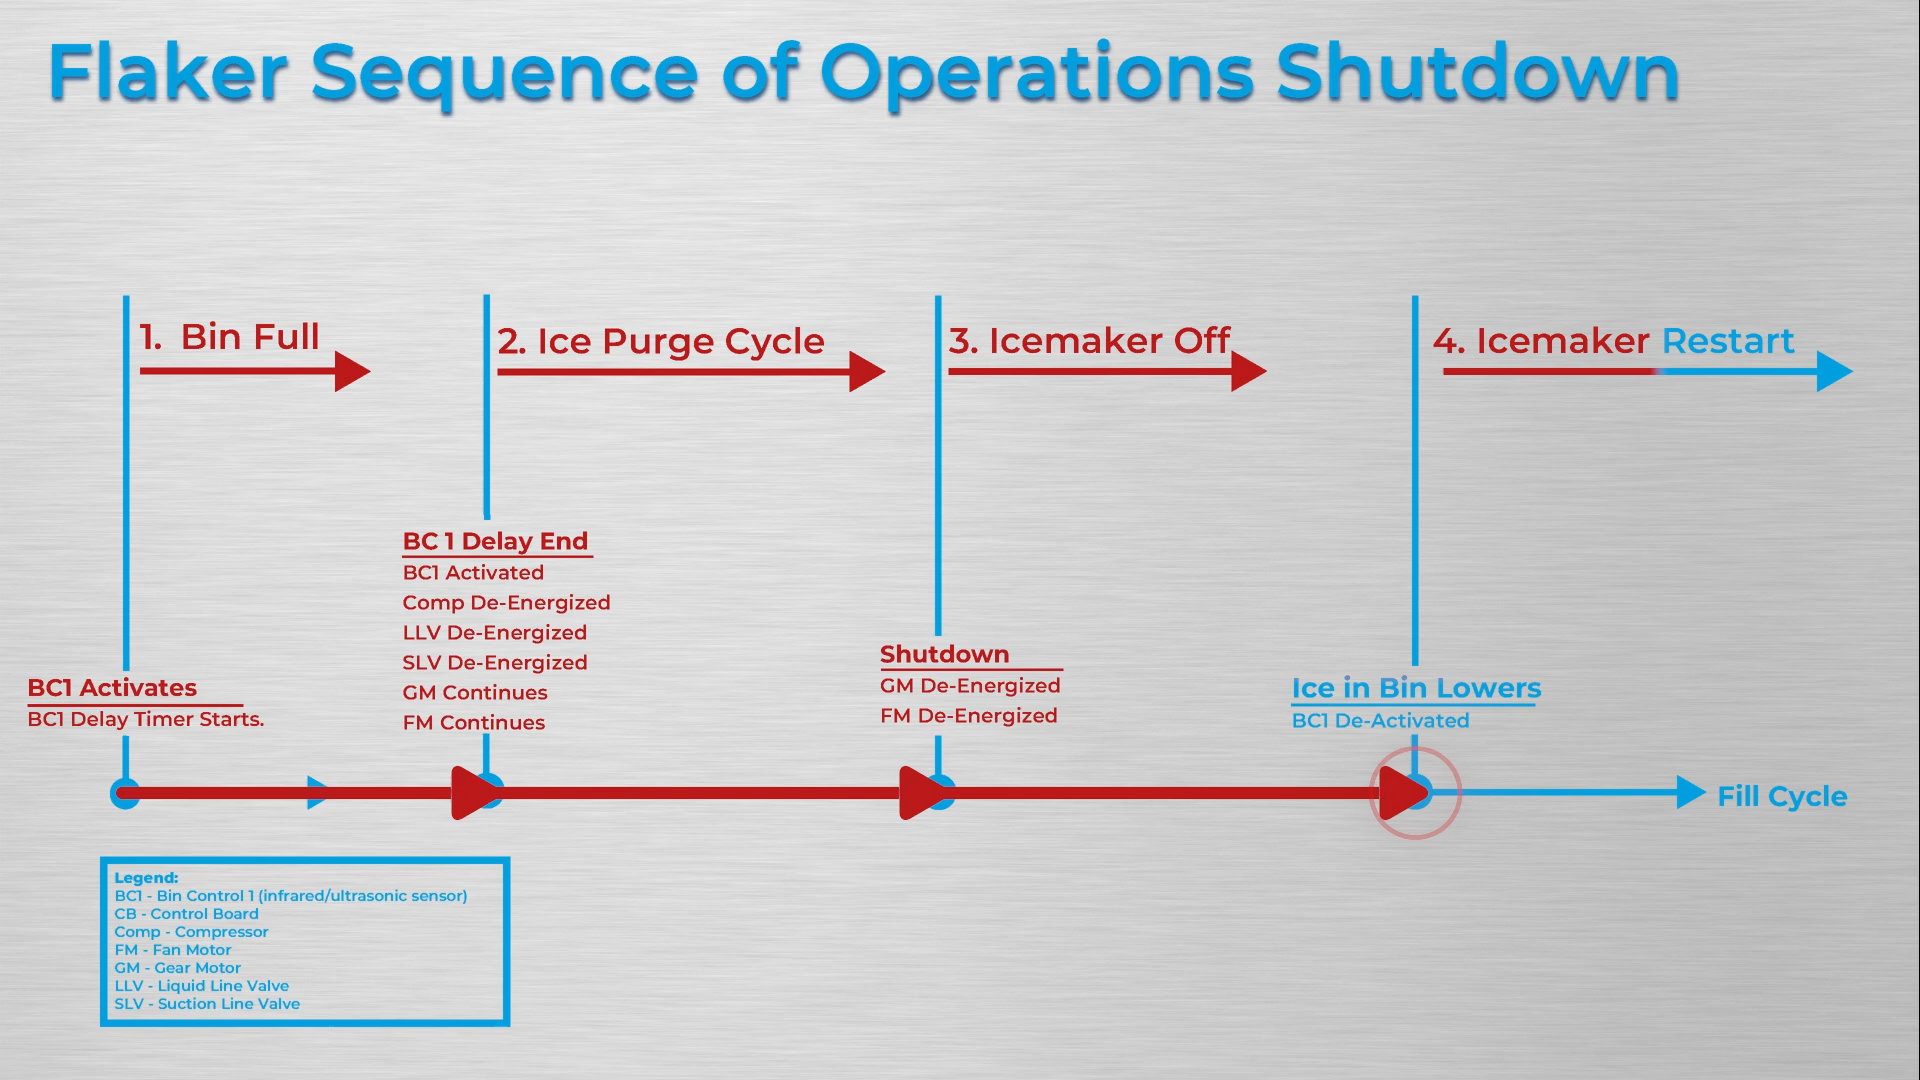 Flaker Sequence of Operations Shutdown
1. Bin Full
2. Ice Purge Cycle
3. Icemaker Off
4. Icemaker Restart
BC1 Activates
BC1 Delay Timer Starts.
BC 1 Delay End
BC1 Activated
Comp De-Energized
LLV De-Energized
SLV De-Energized
GM Continues
FM Continues
Shutdown
GM De-Energized
FM De-Energized
Ice in Bin Lowers
BC1 De-Activated
Fill Cycle
Legend:
BC1 - Bin Control 1 (infrared/ultrasonic sensor)
CB - Control Board
Comp - Compressor
FM - Fan Motor
GM - Gear Motor
LLV - Liquid Line Valve
SLV - Suction Line Valve